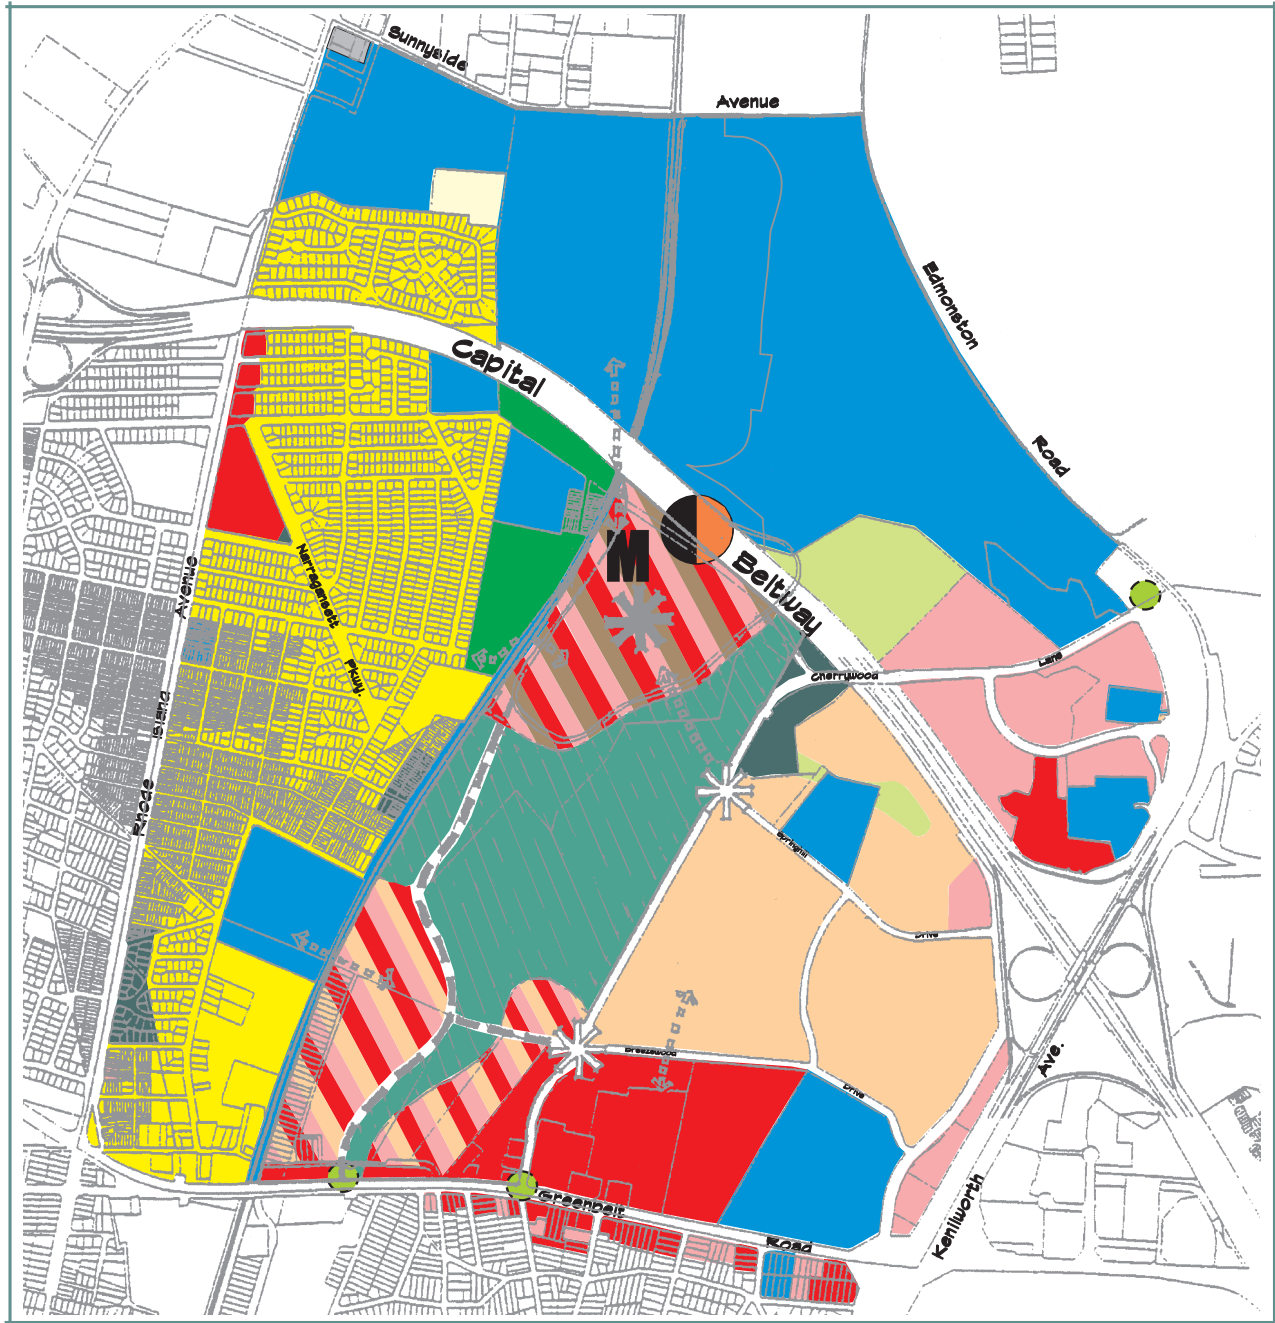 Sunnyside
Avenue
Edmonston
Road
Capital
Beltway
M
Narragansett
Pkwy.
Avenue
Island
Rhode
Cherrywood
Lane
Springhill
Drive
Breezewood
Drive
Ave.
Kenilworth
Greenbelt
Road